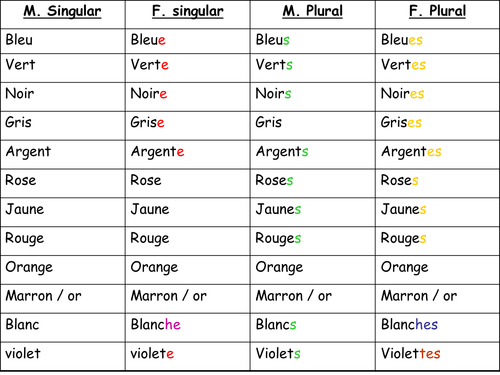 M. Singular F. singular M. Plural F. Plural
Bleu Bleue Bleus Bleues
Vert Verte Verts Vertes
Noir Noire Noirs Noires
Gris Grise Gris Grises
Argent Argente Argents Argentes
Rose Rose Roses Roses
Jaune Jaune Jaunes Jaunes
Rouge Rouge Rouges Rouges
Orange Orange Orange Orange
Marron / or Marron / or Marron / or Marron / or
Blanc Blanche Blancs Blanches
violet violete Violets Violettes